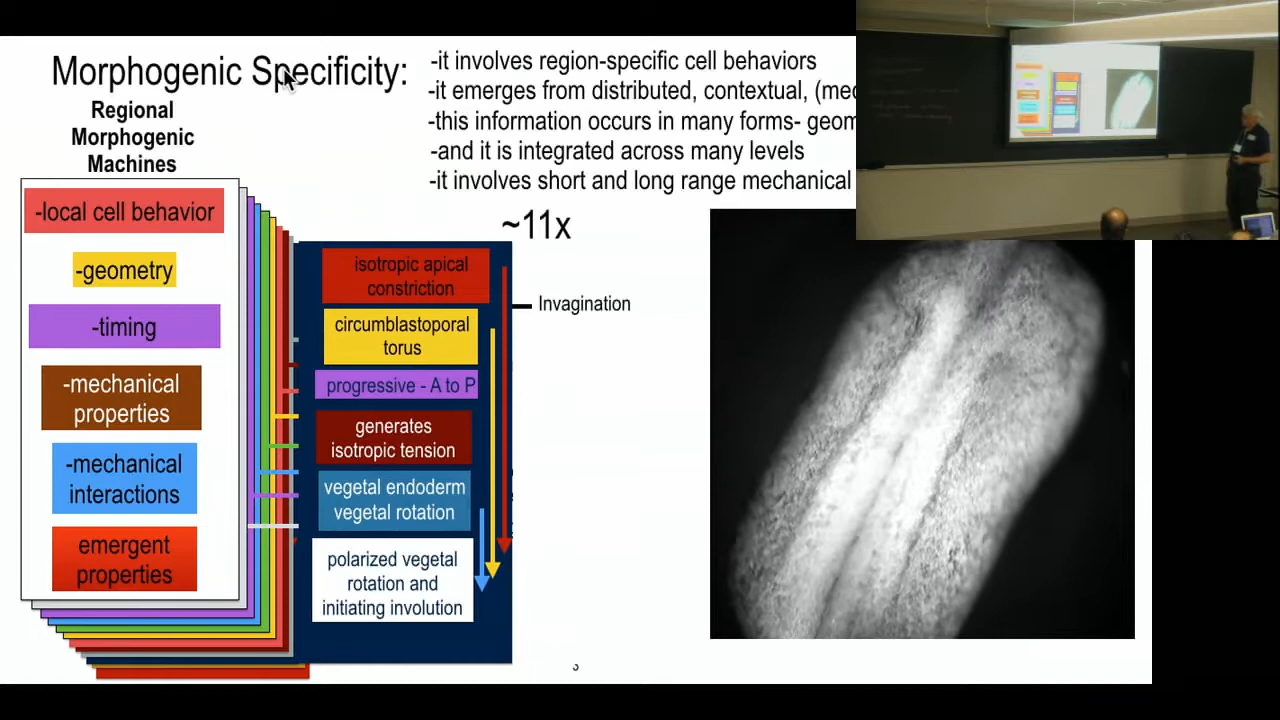 Morphogenic Specificity:
-it involves region-specific cell behaviors
-it emerges from distributed, contextual,
-this information occurs in many forms-
-and it is integrated across many levels
-it involves short and long range mechanical
Regional
Morphogenic
Machines
-local cell behavior
-geometry
-timing
-mechanical
properties
-mechanical
interactions
emergent
properties
~11x
isotropic apical
constriction
Invagination
circumblastoporal
torus
progressive - A to P
generates
isotropic tension
vegetal endoderm
vegetal rotation
polarized vegetal
rotation and
initiating involution